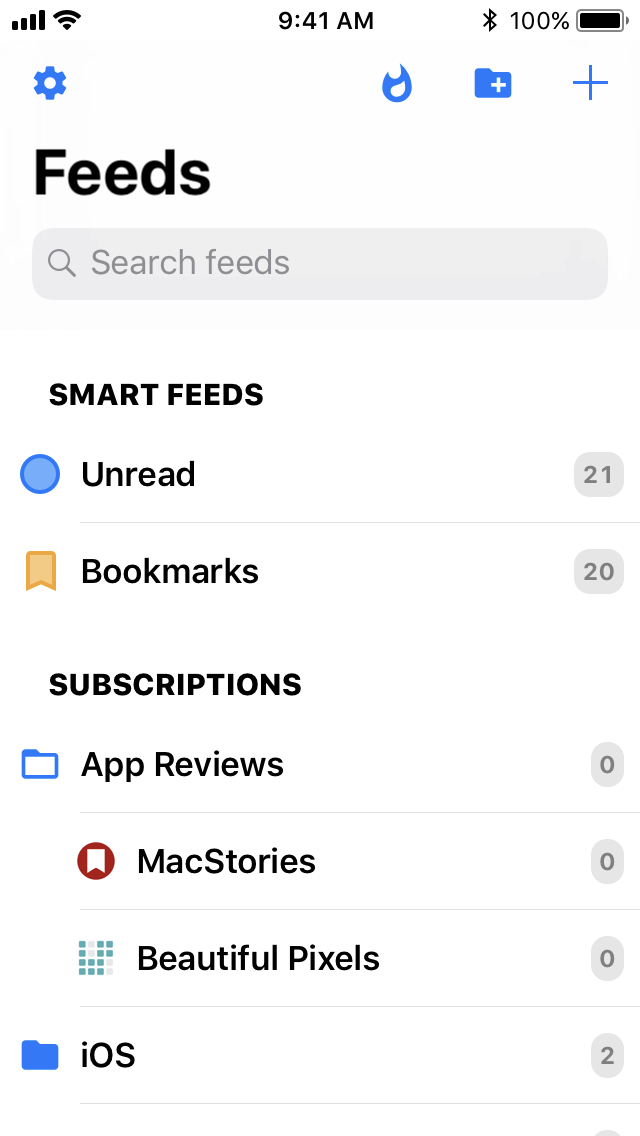 9:41 AM 100%
Feeds
Search feeds
SMART FEEDS
Unread 21
Bookmarks 20
SUBSCRIPTIONS
App Reviews 0
MacStories 0
Beautiful Pixels 0
iOS 2